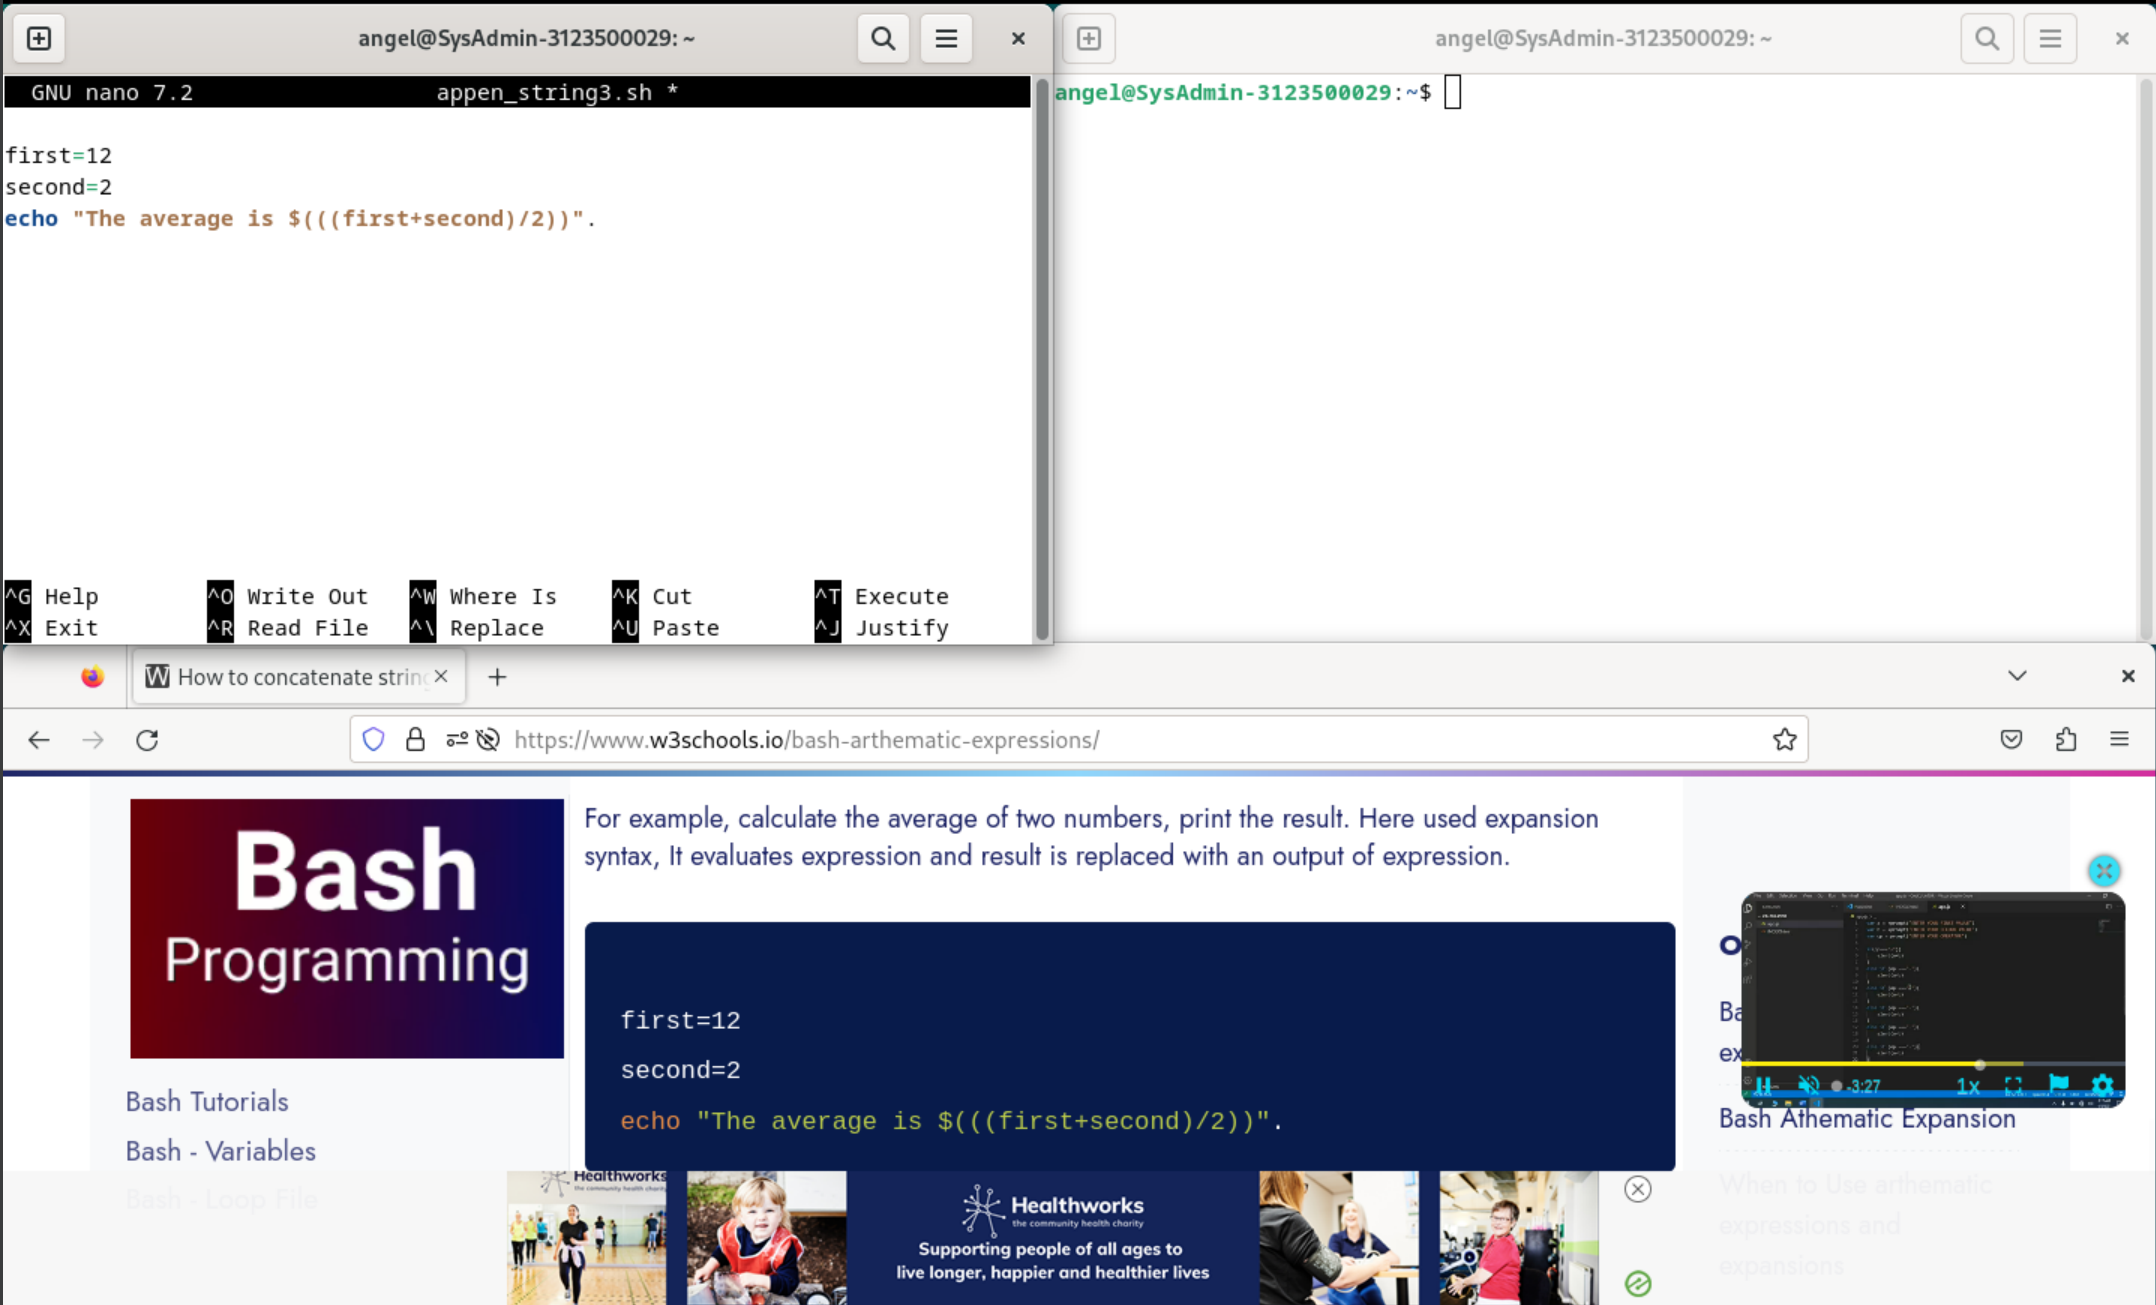 angel@SysAdmin-3123500029: ~
GNU nano 7.2 appen_string3.sh *
first=12
second=2
echo "The average is $(((first+second)/2))".
^G Help ^O Write Out ^W Where Is ^K Cut ^T Execute
^X Exit ^R Read File ^\ Replace ^U Paste ^J Justify
angel@SysAdmin-3123500029: ~
angel@SysAdmin-3123500029:~$
How to concatenate string
https://www.w3schools.io/bash-arthematic-expressions/
Bash
Programming
Bash Tutorials
Bash - Variables
Bash - Loop File
For example, calculate the average of two numbers, print the result. Here used expansion
syntax, It evaluates expression and result is replaced with an output of expression.
first=12
second=2
echo "The average is $(((first+second)/2))".
-3:27 1x
Bash Athematic Expansion
When to Use arthematic
expressions and
expansions
Healthworks
the community health charity
Healthworks
the community health charity
Supporting people of all ages to
live longer, happier and healthier lives